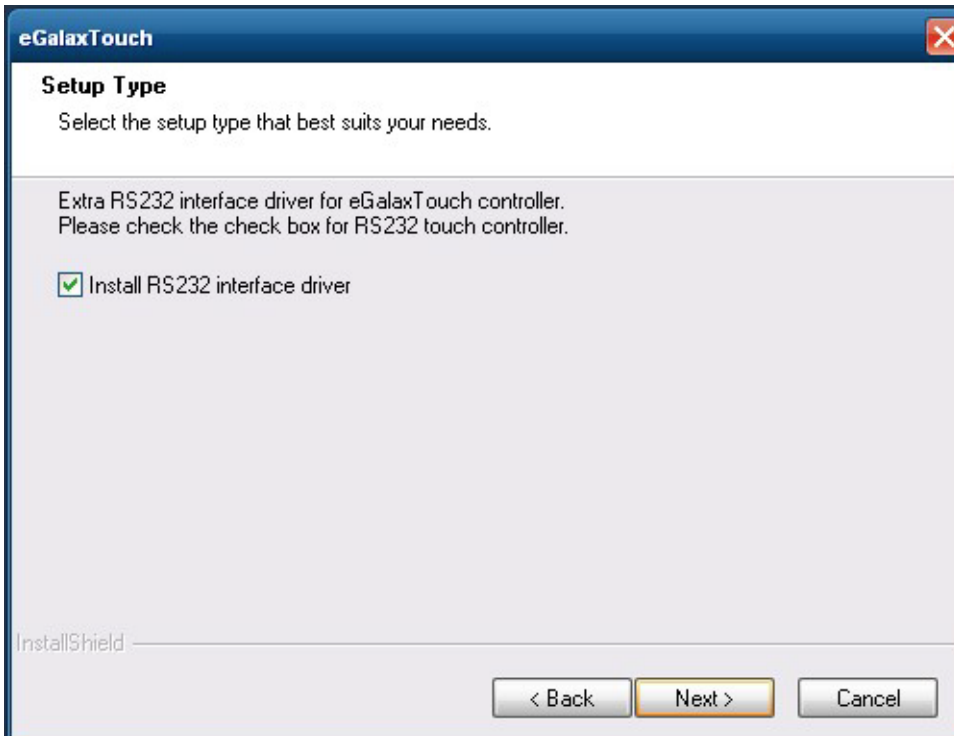 eGalaxTouch
Setup Type
Select the setup type that best suits your needs.
Extra RS232 interface driver for eGalaxTouch controller.
Please check the check box for RS232 touch controller.
Install RS232 interface driver
InstallShield
< Back Next > Cancel